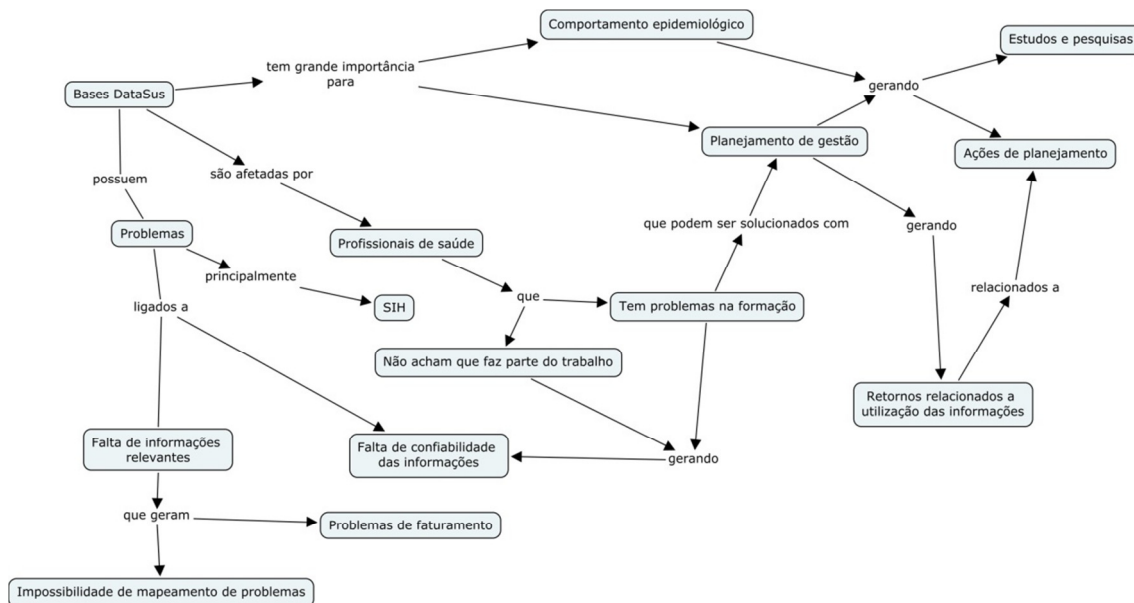 Comportamento epidemiológico
Estudos e pesquisas
tem grande importância
para
gerando
Bases DataSus
Planejamento de gestão
Ações de planejamento
possuem
são afetadas por
que podem ser solucionados com
gerando
Problemas
Profissionais de saúde
principalmente
relacionados a
ligados a
SIH
que
Tem problemas na formação
Não acham que faz parte do trabalho
Retornos relacionados a
utilização das informações
Falta de informações
relevantes
Falta de confiabilidade
das informações
gerando
que geram
Problemas de faturamento
Impossibilidade de mapeamento de problemas